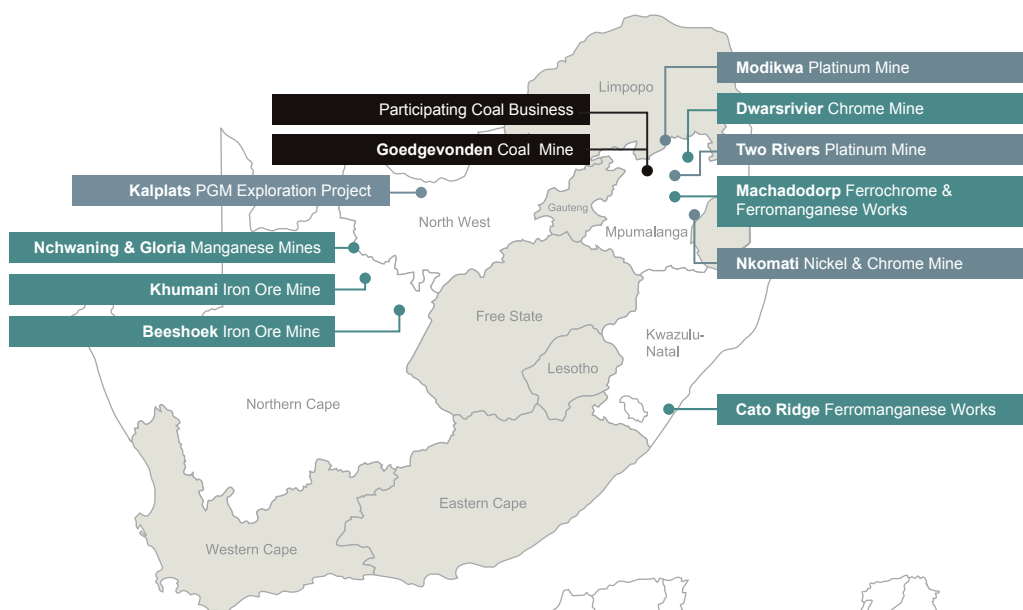 Limpopo
Modikwa Platinum Mine
Participating Coal Business
Dwarsrivier Chrome Mine
Goedgevonden Coal Mine
Two Rivers Platinum Mine
Kalplats PGM Exploration Project
Machadodorp Ferrochrome &
Ferromanganese Works
Gauteng
North West
Mpumalanga
Nchwaning & Gloria Manganese Mines
Nkomati Nickel & Chrome Mine
Khumani Iron Ore Mine
Free State
Beeshoek Iron Ore Mine
Kwazulu-
Natal
Lesotho
Northern Cape
Cato Ridge Ferromanganese Works
Eastern Cape
Western Cape